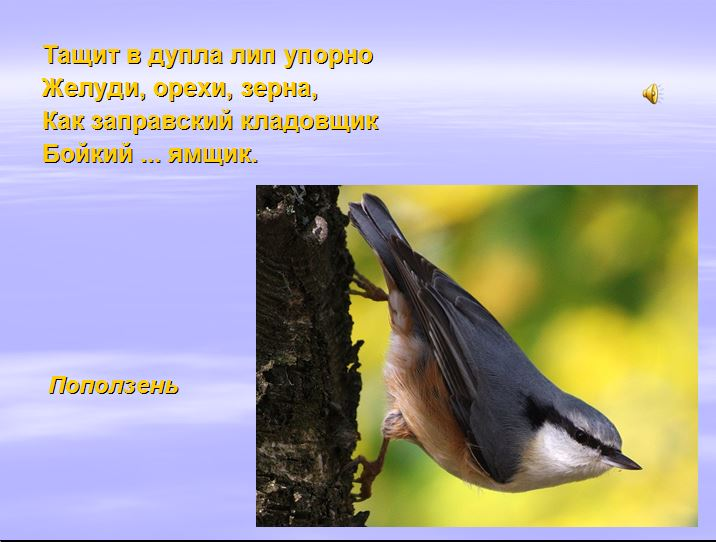 Тащит в дупла лип упорно
Желуди, орехи, зерна,
Как заправский кладовщик
Бойкий ... ямщик.
Поползень